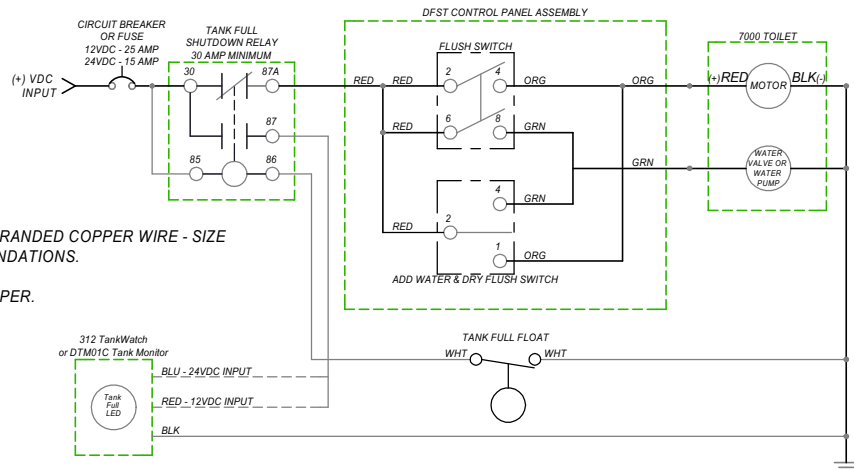 DFST CONTROL PANEL ASSEMBLY
CIRCUIT BREAKER
OR FUSE
12VDC - 25 AMP
24VDC - 15 AMP
TANK FULL
SHUTDOWN RELAY
30 AMP MINIMUM
FLUSH SWITCH
7000 TOILET
(+) VDC
INPUT
30
87A
RED
RED
2
4
ORG
ORG
(+)RED
MOTOR
BLK(-)
87
RED
6
8
GRN
85
86
GRN
WATER
VALVE OR
WATER
PUMP
4
GRN
RED
2
1
ORG
ADD WATER & DRY FLUSH SWITCH
RANDED COPPER WIRE - SIZE
NDATIONS.
PER.
312 TankWatch
or DTM01C Tank Monitor
TANK FULL FLOAT
WHT
WHT
BLU - 24VDC INPUT
Tank
Full
LED
RED - 12VDC INPUT
BLK